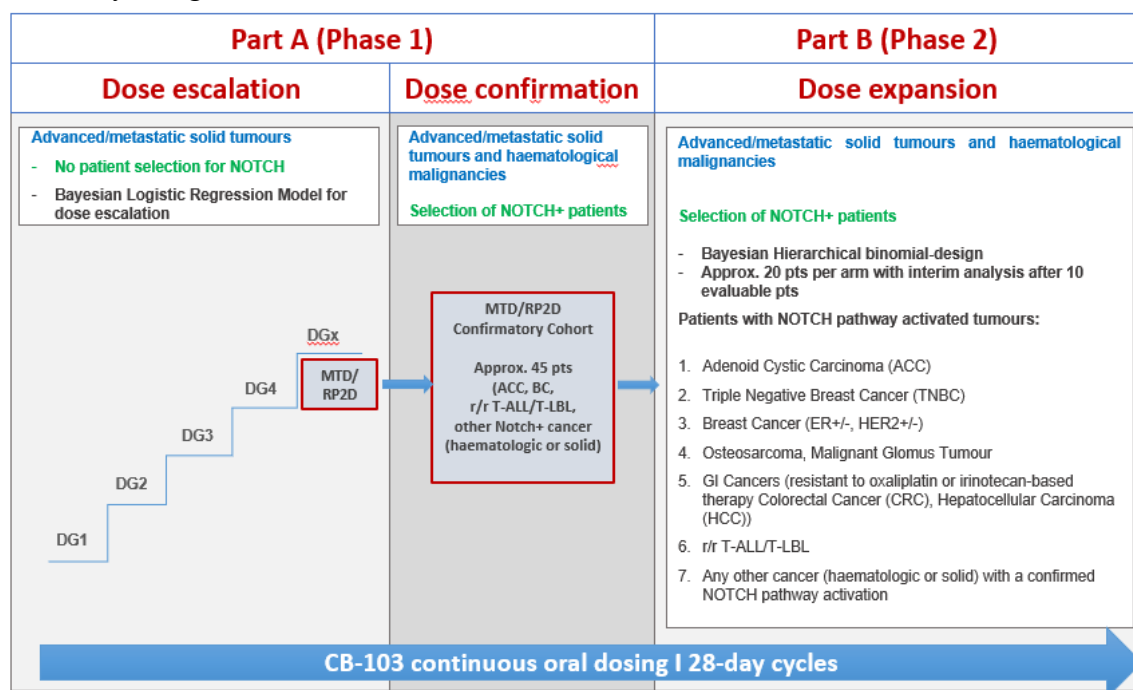 Part A (Phase 1)
Part B (Phase 2)
Dose escalation
Dose confirmation
Dose expansion
Advanced/metastatic solid tumours
- No patient selection for NOTCH
- Bayesian Logistic Regression Model for
dose escalation
DG1
DG2
DG3
DG4
DGx
MTD/
RP2D
Advanced/metastatic solid
tumours and haematological
malignancies
Selection of NOTCH+ patients
MTD/RP2D
Confirmatory Cohort
Approx. 45 pts
(ACC, BC,
r/r T-ALL/T-LBL,
other Notch+ cancer
(haematologic or solid)
Advanced/metastatic solid tumours and haematological
malignancies
Selection of NOTCH+ patients
- Bayesian Hierarchical binomial-design
- Approx. 20 pts per arm with interim analysis after 10
evaluable pts
Patients with NOTCH pathway activated tumours:
1. Adenoid Cystic Carcinoma (ACC)
2. Triple Negative Breast Cancer (TNBC)
3. Breast Cancer (ER+/-, HER2+/-)
4. Osteosarcoma, Malignant Glomus Tumour
5. GI Cancers (resistant to oxaliplatin or irinotecan-based
therapy Colorectal Cancer (CRC), Hepatocellular Carcinoma
(HCC))
6. r/r T-ALL/T-LBL
7. Any other cancer (haematologic or solid) with a confirmed
NOTCH pathway activation
CB-103 continuous oral dosing I 28-day cycles